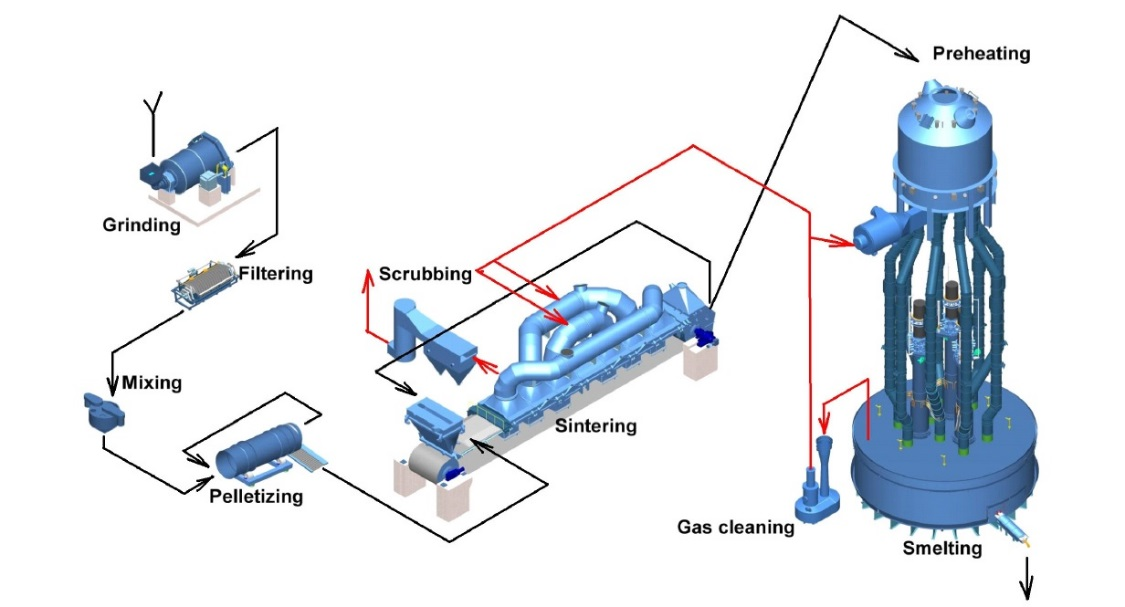 Preheating
Grinding
Filtering
Scrubbing
Mixing
Sintering
Pelletizing
Gas cleaning
Smelting